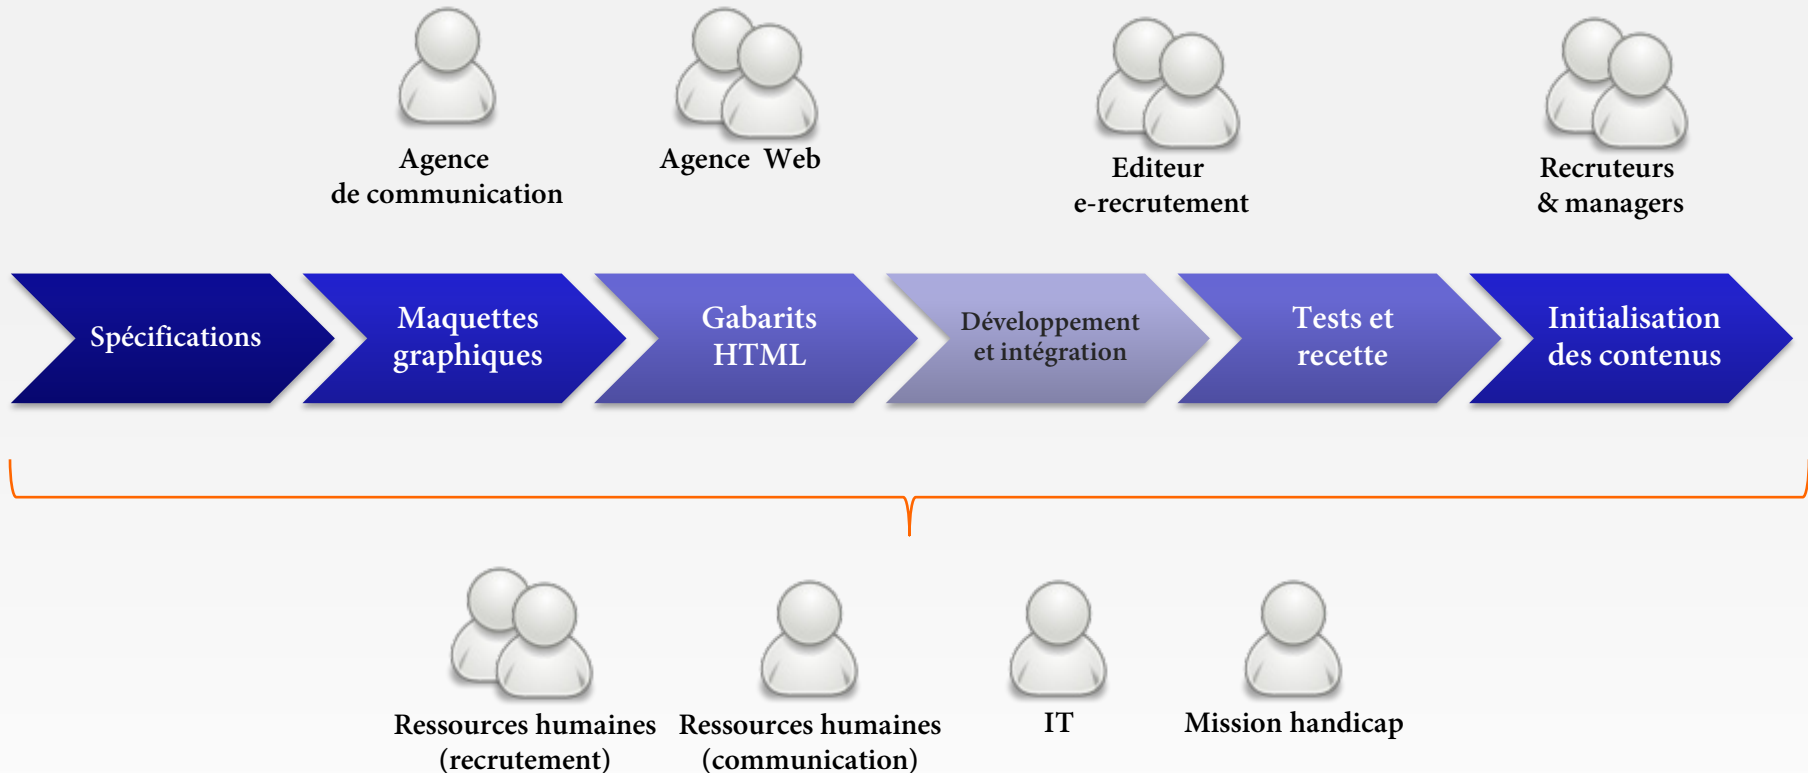 Agence
de communication
Agence Web
Editeur
e-recrutement
Recruteurs
& managers
Spécifications
Maquettes
graphiques
Gabarits
HTML
Développement
et intégration
Tests et
recette
Initialisation
des contenus
Ressources humaines
(recrutement)
Ressources humaines
(communication)
IT
Mission handicap